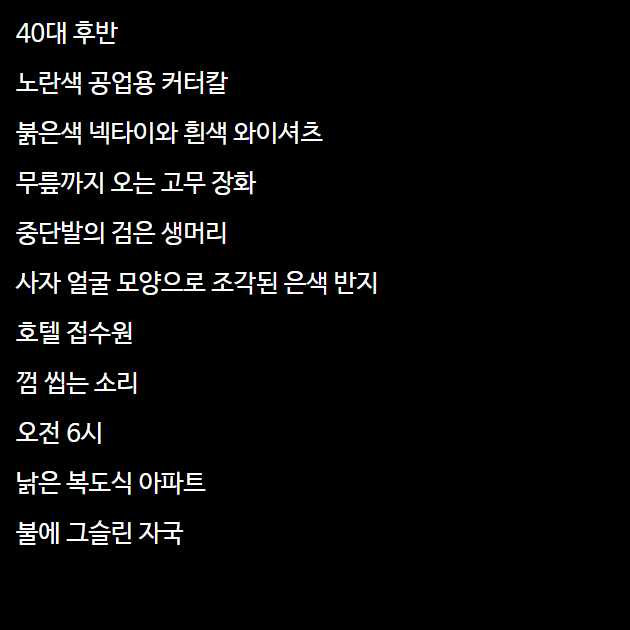 40대 후반
노란색 공업용 커터칼
붉은색 넥타이와 흰색 와이셔츠
무릎까지 오는 고무 장화
중단발의 검은 생머리
사자 얼굴 모양으로 조각된 은색 반지
호텔 접수원
껌 씹는 소리
오전 6시
낡은 복도식 아파트
불에 그슬린 자국